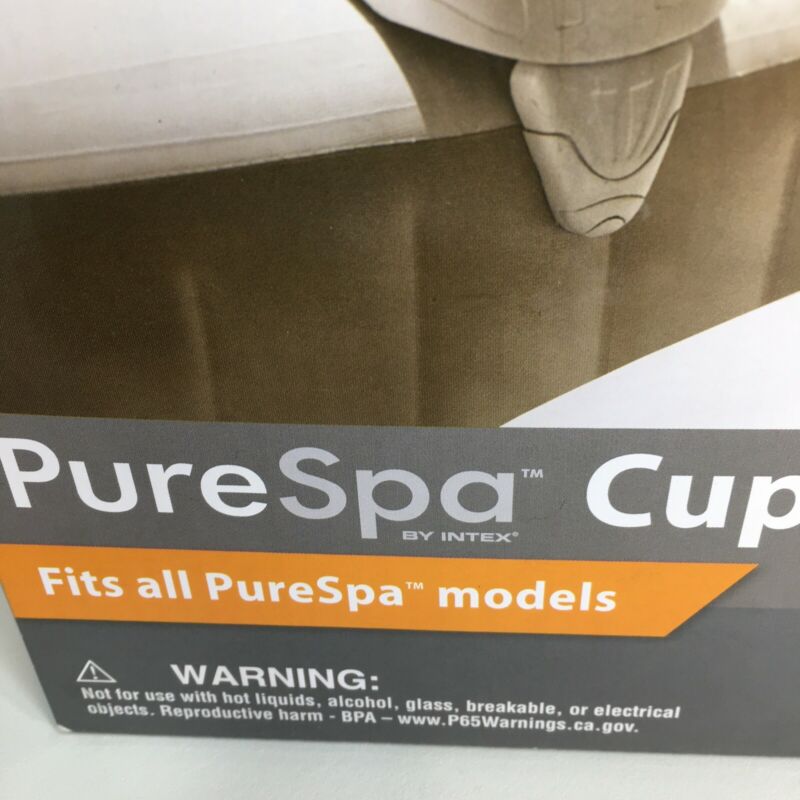 PureSpa™ Cup
BY INTEX®
Fits all PureSpa™ models
⚠ WARNING:
Not for use with hot liquids, alcohol, glass, breakable, or electrical
objects. Reproductive harm - BPA – www.P65Warnings.ca.gov.